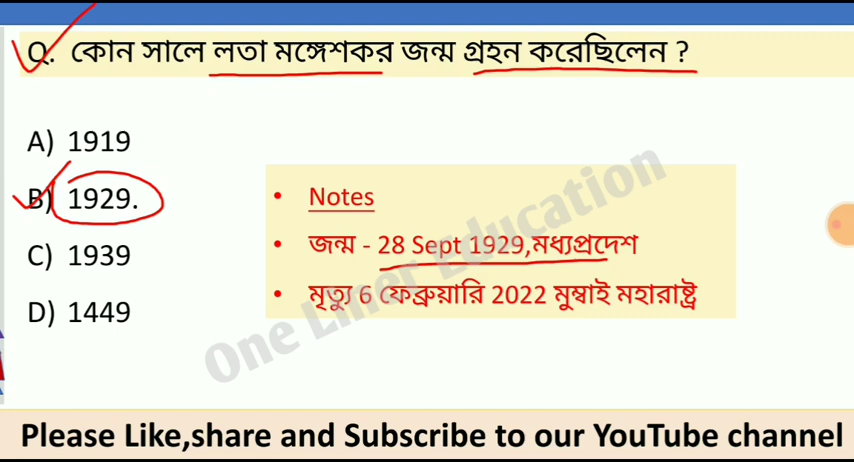 Q. কোন সালে লতা মঙ্গেশকর জন্ম গ্রহন করেছিলেন ?
A) 1919
B) 1929.
C) 1939
D) 1449
• Notes
• জন্ম - 28 Sept 1929,মধ্যপ্রদেশ
• মৃত্যু 6 ফেব্রুয়ারি 2022 মুম্বাই মহারাষ্ট্র
One Liner Education
Please Like,share and Subscribe to our YouTube channel